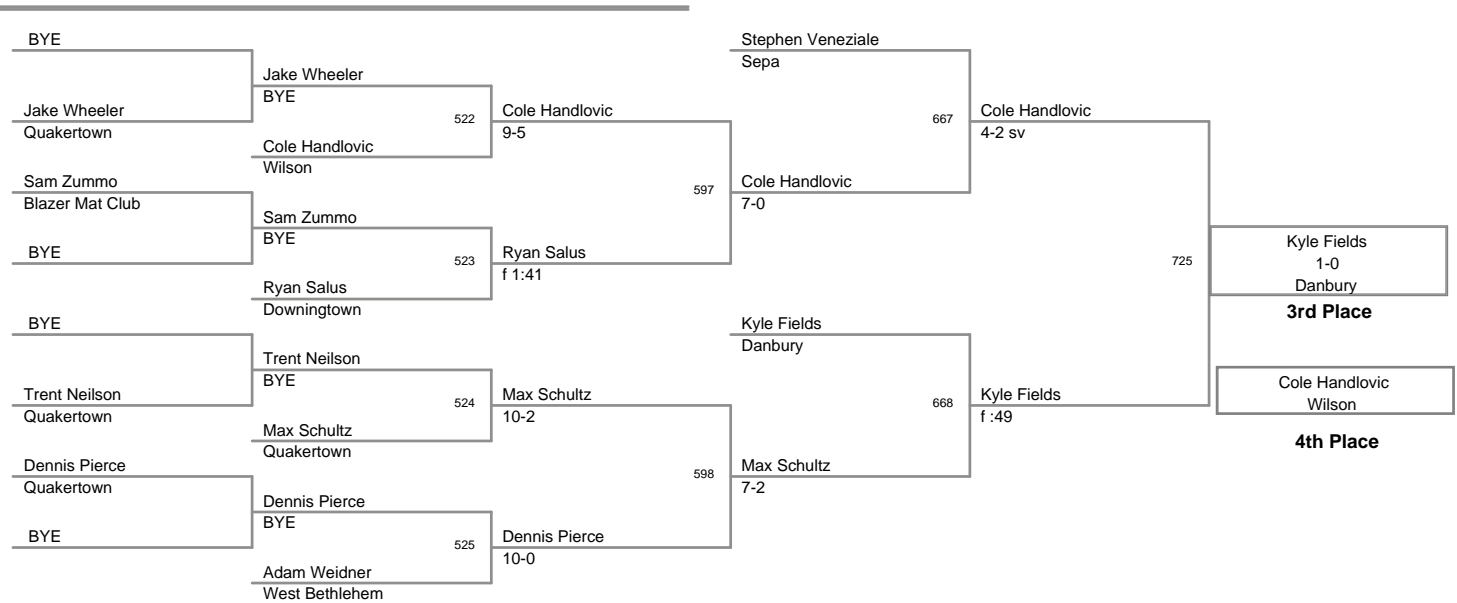 BYE
Jake Wheeler
Quakertown
Sam Zummo
Blazer Mat Club
BYE
BYE
Trent Neilson
Quakertown
Dennis Pierce
Quakertown
BYE
Jake Wheeler
BYE
522
Cole Handlovic
Wilson
Sam Zummo
BYE
523
Ryan Salus
Downingtown
Trent Neilson
BYE
524
Max Schultz
Quakertown
Dennis Pierce
BYE
525
Adam Weidner
West Bethlehem
Cole Handlovic
9-5
597
Ryan Salus
f 1:41
Max Schultz
10-2
598
Dennis Pierce
10-0
Stephen Veneziale
Sepa
667
Cole Handlovic
7-0
Kyle Fields
Danbury
668
Max Schultz
7-2
Cole Handlovic
4-2 sv
725
Kyle Fields
f :49
Kyle Fields
1-0
Danbury
3rd Place
Cole Handlovic
Wilson
4th Place